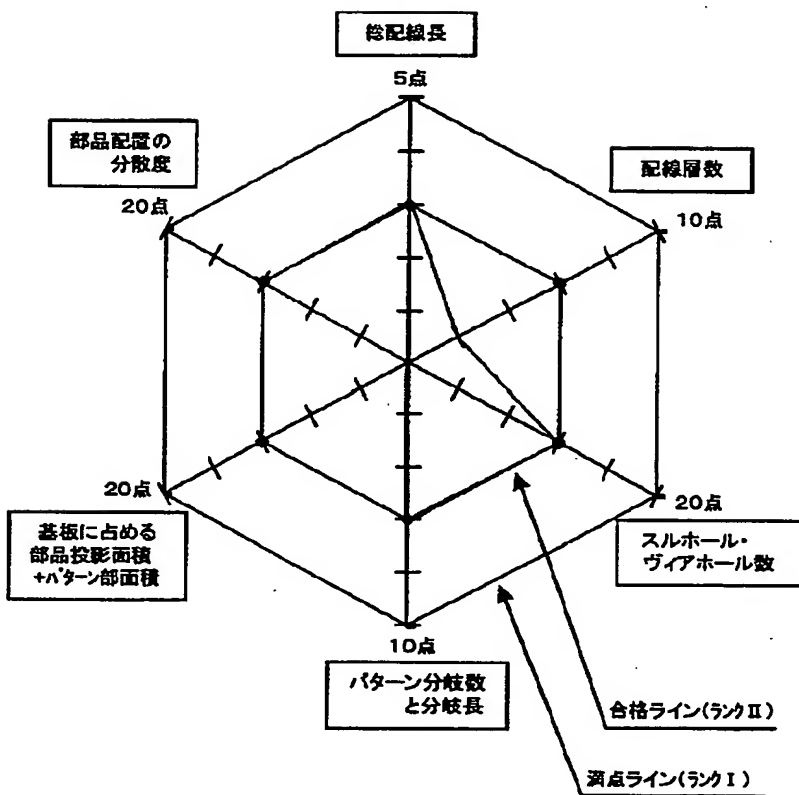 総配線長
5点
部品配置の
分散度
20点
配線層数
10点
20点
基板に占める
部品投影面積
+パターン部面積
20点
スルホール・
ヴィアホール数
10点
パターン分岐数
と分岐長
合格ライン(ランクⅡ)
満点ライン(ランクⅠ)